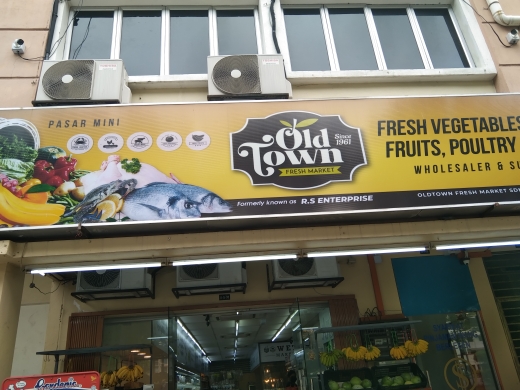 PASAR MINI
Old
Town
Since
1961
FRESH MARKET
Formerly known as R.S ENTERPRISE
FRESH VEGETABLES
FRUITS, POULTRY
WHOLESALER & SU
OLDTOWN FRESH MARKET SD